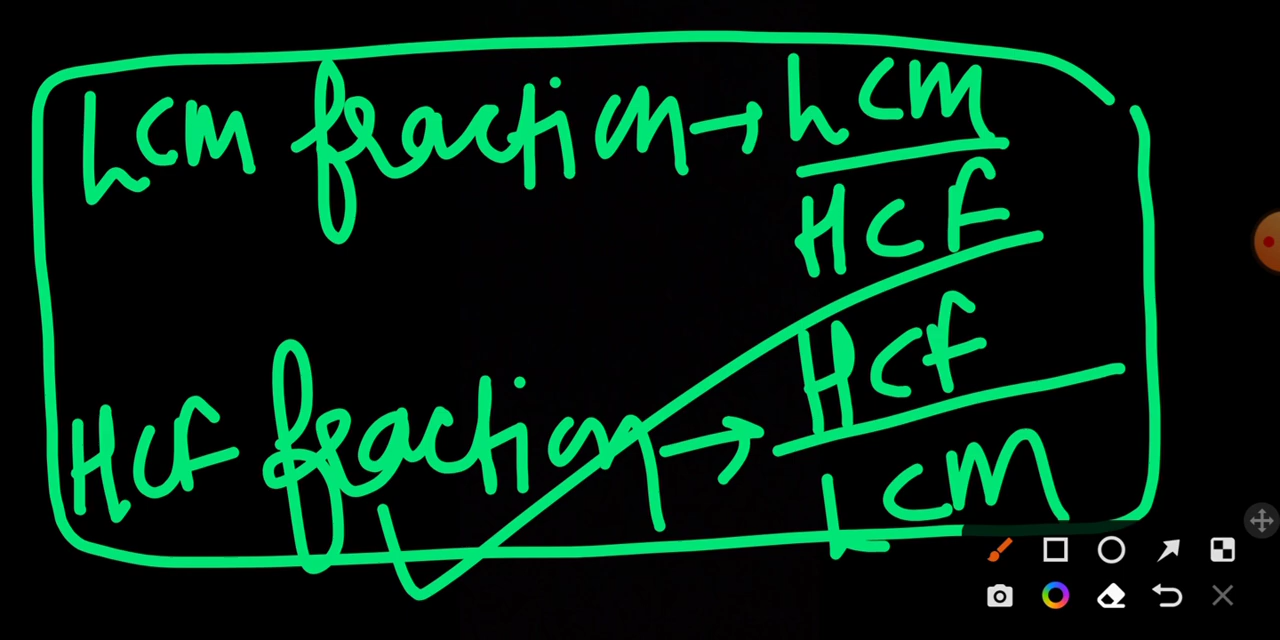 LCM fraction → LCM
HCF
HCF fraction → HCF
LCM